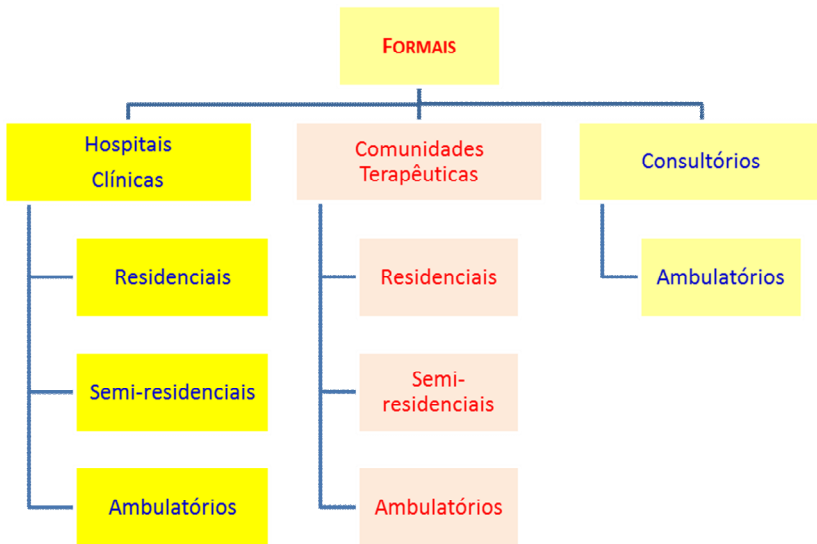 FORMAIS
Hospitais
Clínicas
Residenciais
Semi-residenciais
Ambulatórios
Comunidades
Terapêuticas
Residenciais
Semi-
residenciais
Ambulatórios
Consultórios
Ambulatórios